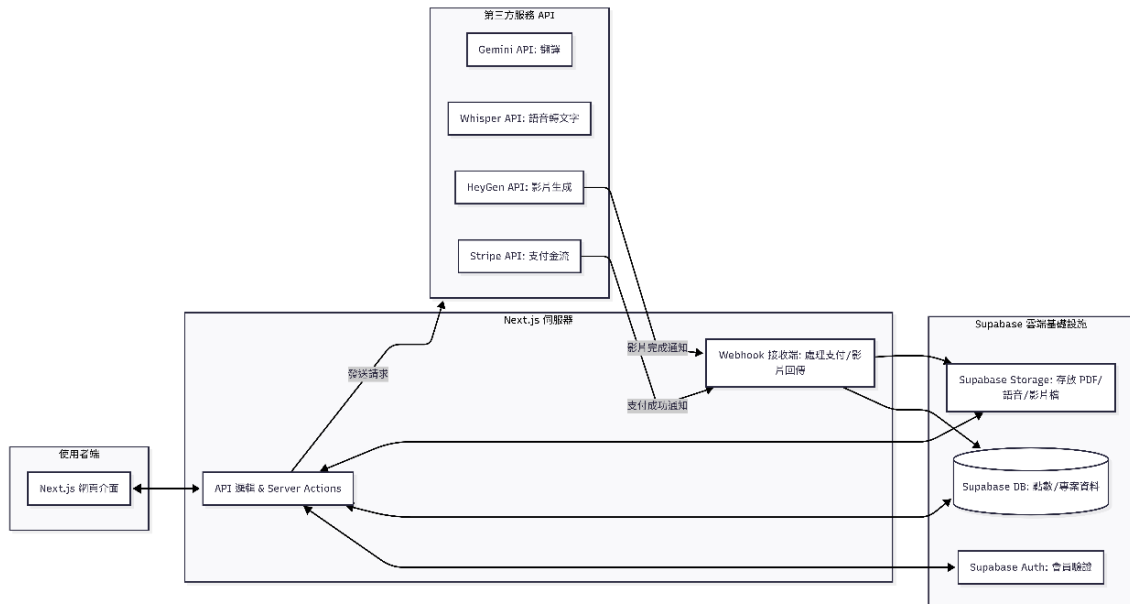 第三方服務 API
Gemini API: 翻譯
Whisper API: 語音轉文字
HeyGen API: 影片生成
Stripe API: 支付金流
Next.js 伺服器
發送請求
影片完成通知
支付成功通知
Webhook 接收端: 處理支付/影
片回傳
API 邏輯 & Server Actions
使用者端
Next.js 網頁介面
Supabase 雲端基礎設施
Supabase Storage: 存放 PDF/
語音/影片檔
Supabase DB: 點數/專案資料
Supabase Auth: 會員驗證